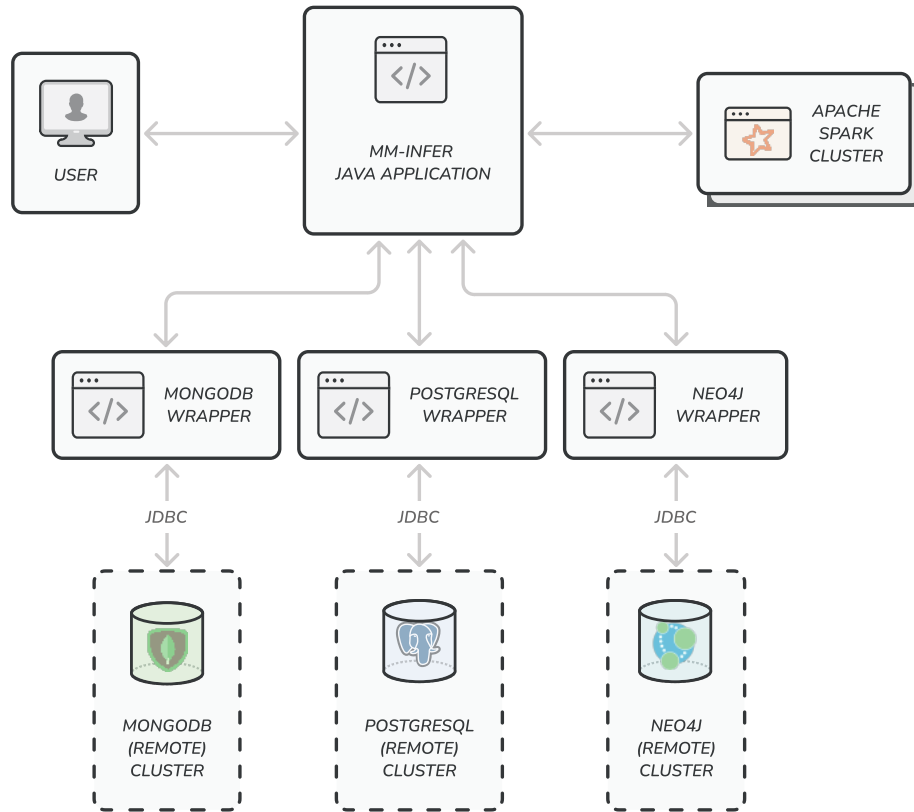 USER
MM-INFER
JAVA APPLICATION
APACHE
SPARK
CLUSTER
MONGODB
WRAPPER
POSTGRESQL
WRAPPER
NEO4J
WRAPPER
JDBC
JDBC
JDBC
MONGODB
(REMOTE)
CLUSTER
POSTGRESQL
(REMOTE)
CLUSTER
NEO4J
(REMOTE)
CLUSTER